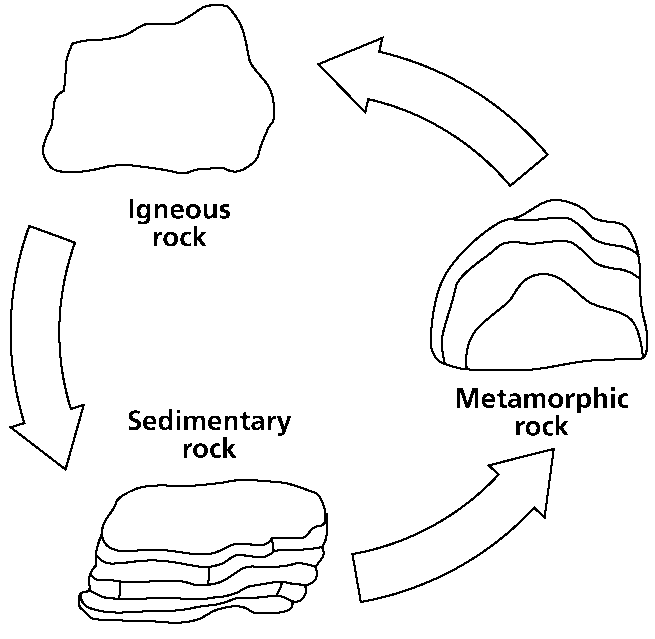 Igneous
rock
Metamorphic
rock
Sedimentary
rock